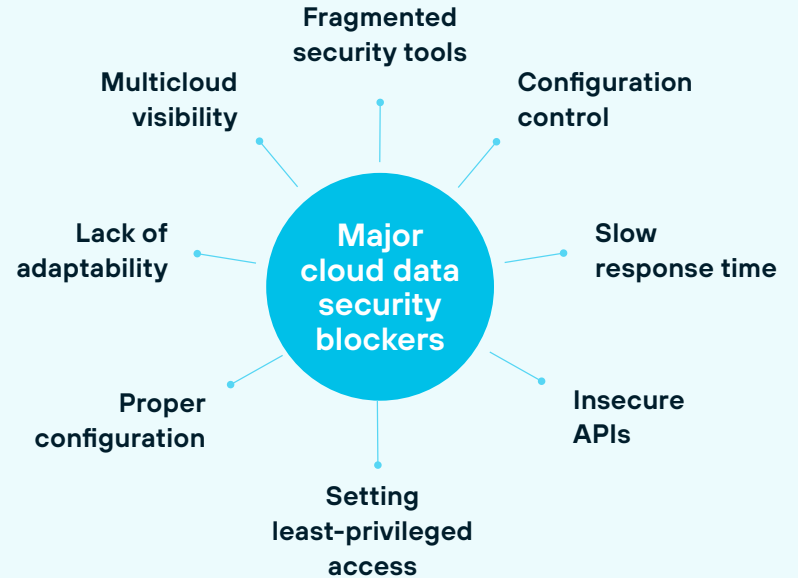 Fragmented
security tools
Configuration
control
Slow
response time
Insecure
APIs
Setting
least-privileged
access
Proper
configuration
Lack of
adaptability
Multicloud
visibility
Major
cloud data
security
blockers